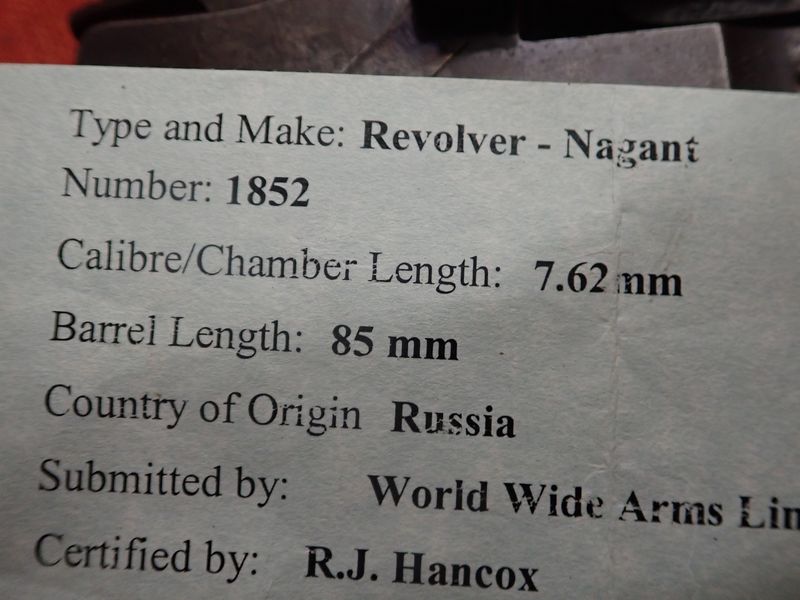 Type and Make: Revolver - Nagant
Number: 1852
Calibre/Chamber Length: 7.62 mm
Barrel Length: 85 mm
Country of Origin Russia
Submitted by: World Wide Arms Lim
Certified by: R.J. Hancox